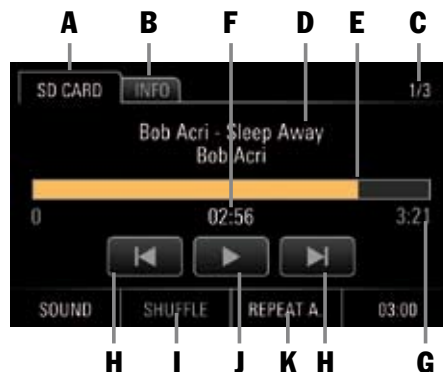 A B F D E C
SD CARD INFO 1/3
Bob Acri - Sleep Away
Bob Acri
0 02:56 3:21
SOUND SHUFFLE REPEAT A. 03:00
H I J K H G